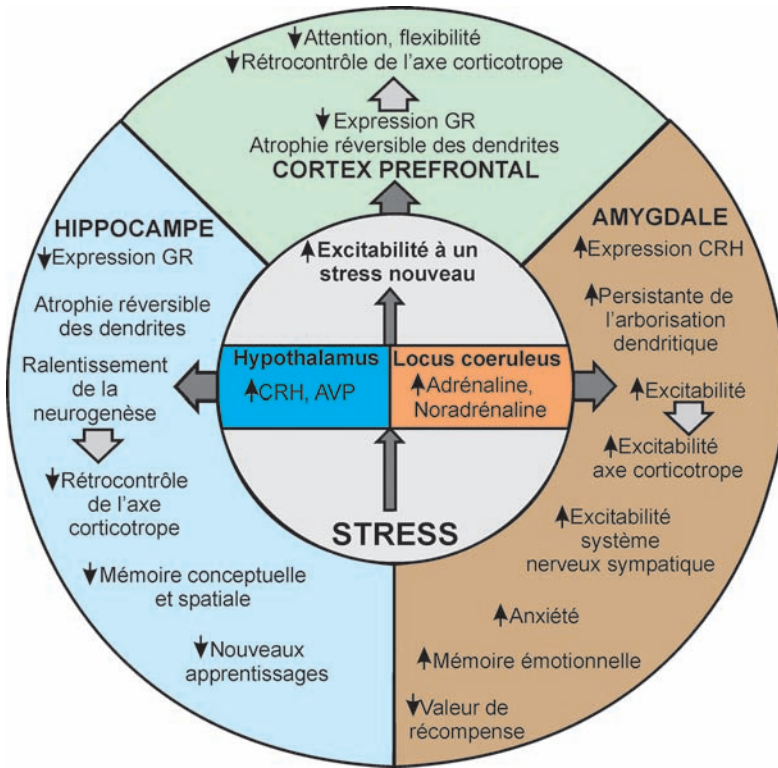 ↓Attention, flexibilité
↓Rétrocontrôle de l'axe corticotrope
↓Expression GR
Atrophie réversible des dendrites
CORTEX PREFRONTAL
HIPPOCAMPE
↓Expression GR
Atrophie réversible
des dendrites
Ralentissement
de la
neurogenèse
↓Rétrocontrôle
de l'axe
corticotrope
↓Mémoire conceptuelle
et spatiale
↓Nouveaux
apprentissages
↑Excitabilité à un
stress nouveau
Hypothalamus
↑CRH, AVP
Locus coeruleus
↑Adrénaline,
Noradrénaline
STRESS
AMYGDALE
↑Expression CRH
↑Persistante de
l'arborisation
dendritique
↑Excitabilité
↑Excitabilité
axe corticotrope
↑Excitabilité
système
nerveux sympatique
↑Anxiété
↑Mémoire émotionnelle
↓Valeur de
récompense